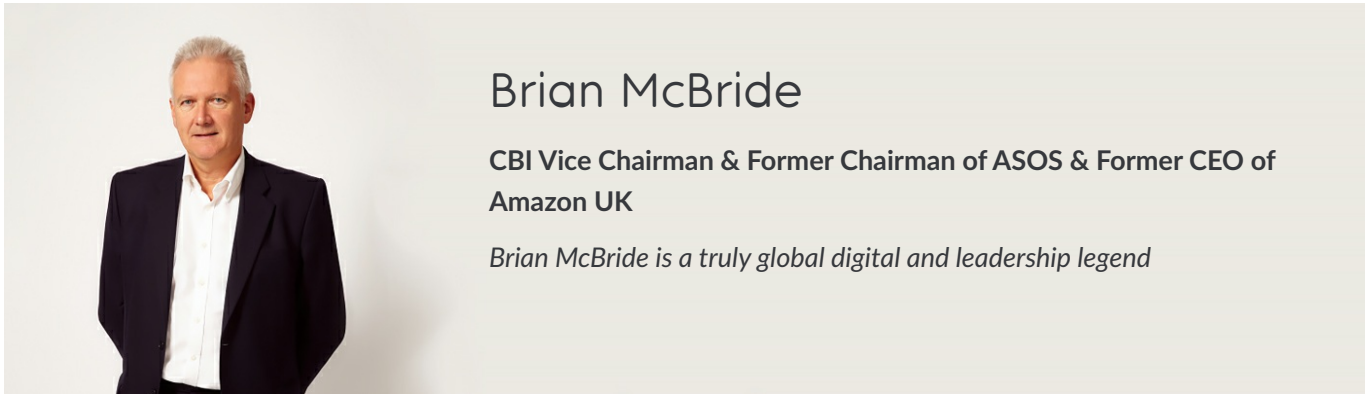 Brian McBride
CBI Vice Chairman & Former Chairman of ASOS & Former CEO of
Amazon UK
Brian McBride is a truly global digital and leadership legend